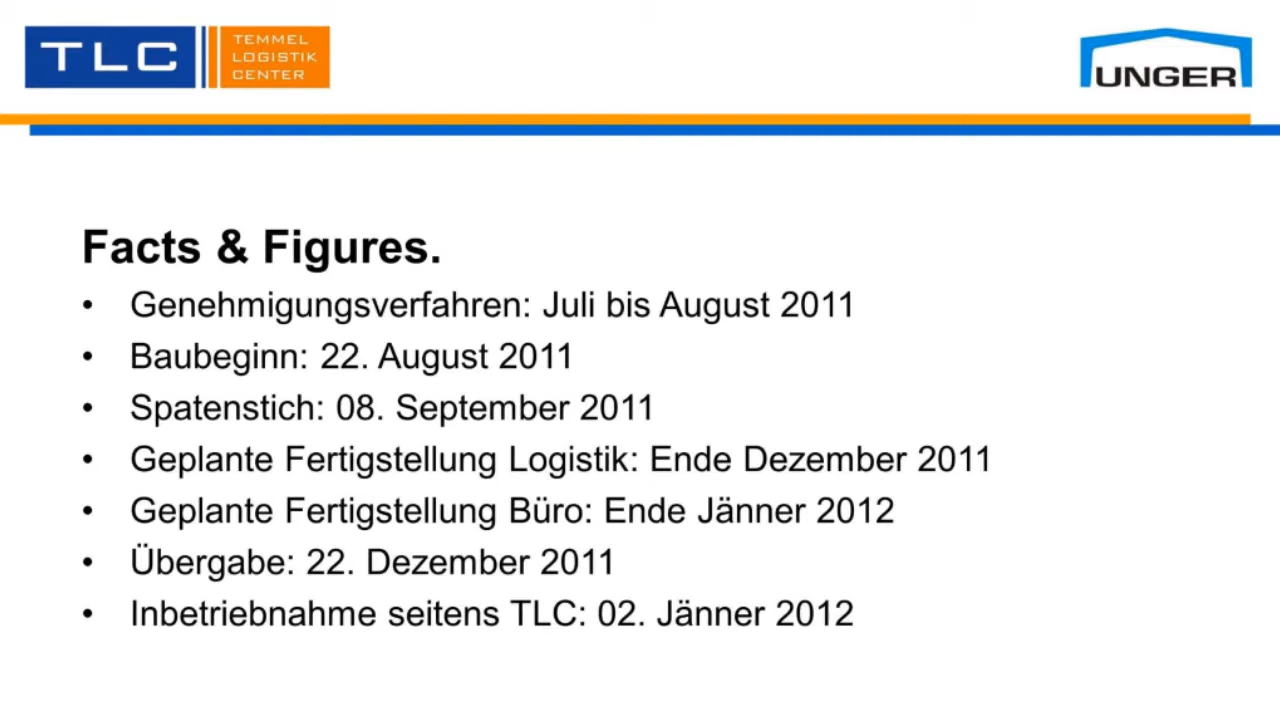 TLC
TEMMEL
LOGISTIK
CENTER
UNGER
Facts & Figures.
• Genehmigungsverfahren: Juli bis August 2011
• Baubeginn: 22. August 2011
• Spatenstich: 08. September 2011
• Geplante Fertigstellung Logistik: Ende Dezember 2011
• Geplante Fertigstellung Büro: Ende Jänner 2012
• Übergabe: 22. Dezember 2011
• Inbetriebnahme seitens TLC: 02. Jänner 2012